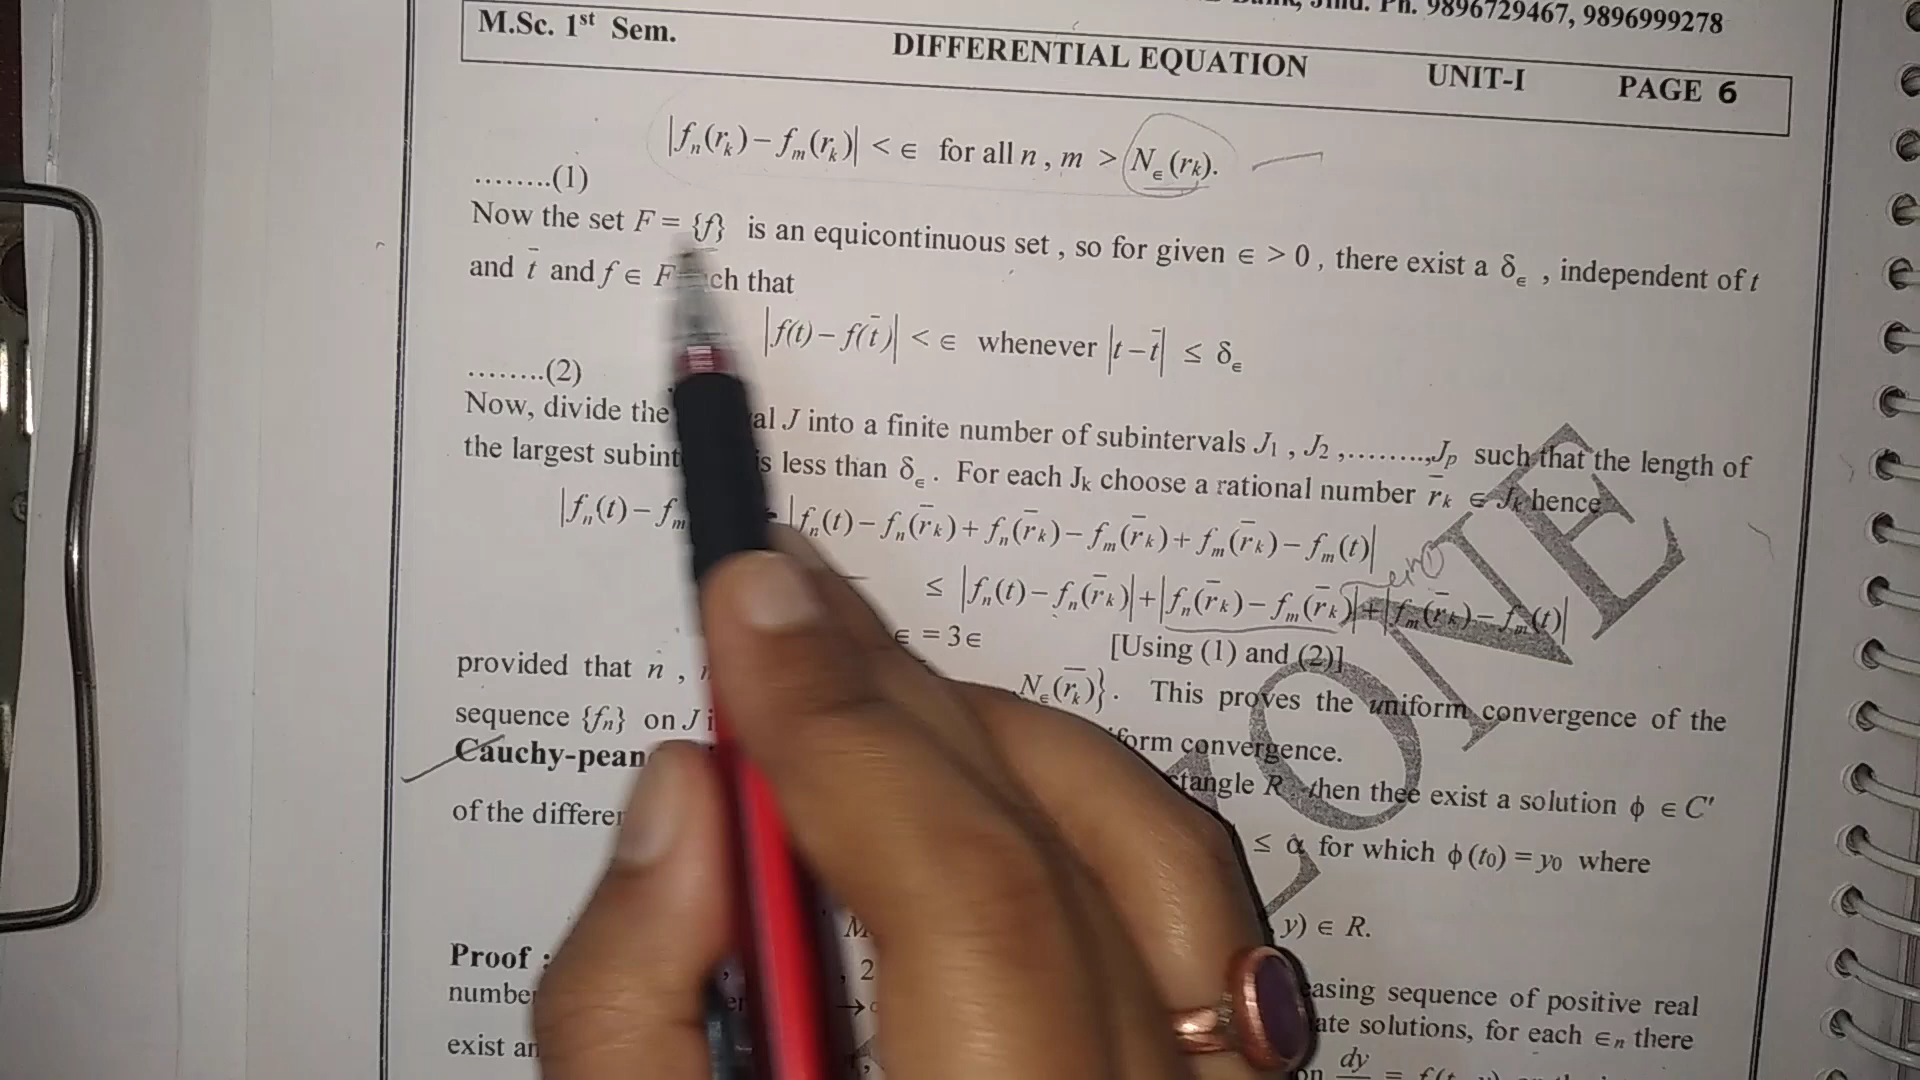 Ph. 9896729467, 9896999278
M.Sc. 1st Sem.
DIFFERENTIAL EQUATION UNIT-I PAGE 6
|fn(rk) – fm(rk)| < ∈ for all n , m > N∈(rk).
........(1)
Now the set F = {f} is an equicontinuous set , so for given ∈ > 0 , there exist a δ∈ , independent of t
and t̄ and f ∈ F ch that
|f(t) – f(t̄)| < ∈ whenever |t – t̄| ≤ δ∈
........(2)
Now, divide the al J into a finite number of subintervals J1 , J2 ,........,Jp such that the length of
the largest subint is less than δ∈ . For each Jk choose a rational number r̄k ∈ Jk hence
|fn(t) – fm |fn(t) – fn(r̄k) + fn(r̄k) – fm(r̄k) + fm(r̄k) – fm(t)|
≤ |fn(t) – fn(r̄k)| + |fn(r̄k) – fm(r̄k)| + |fm(r̄k) – fm(t)|
∈ = 3∈ [Using (1) and (2)]
provided that n , N∈(r̄k)}. This proves the uniform convergence of the
sequence {fn} on J iform convergence.
Cauchy-pean tangle R then thee exist a solution ϕ ∈ C′
of the differen ≤ α for which ϕ(t0) = y0 where
M y) ∈ R.
Proof : , 2 easing sequence of positive real
number → ate solutions, for each ∈n there
exist an on dy = f(t, y)
ZONE